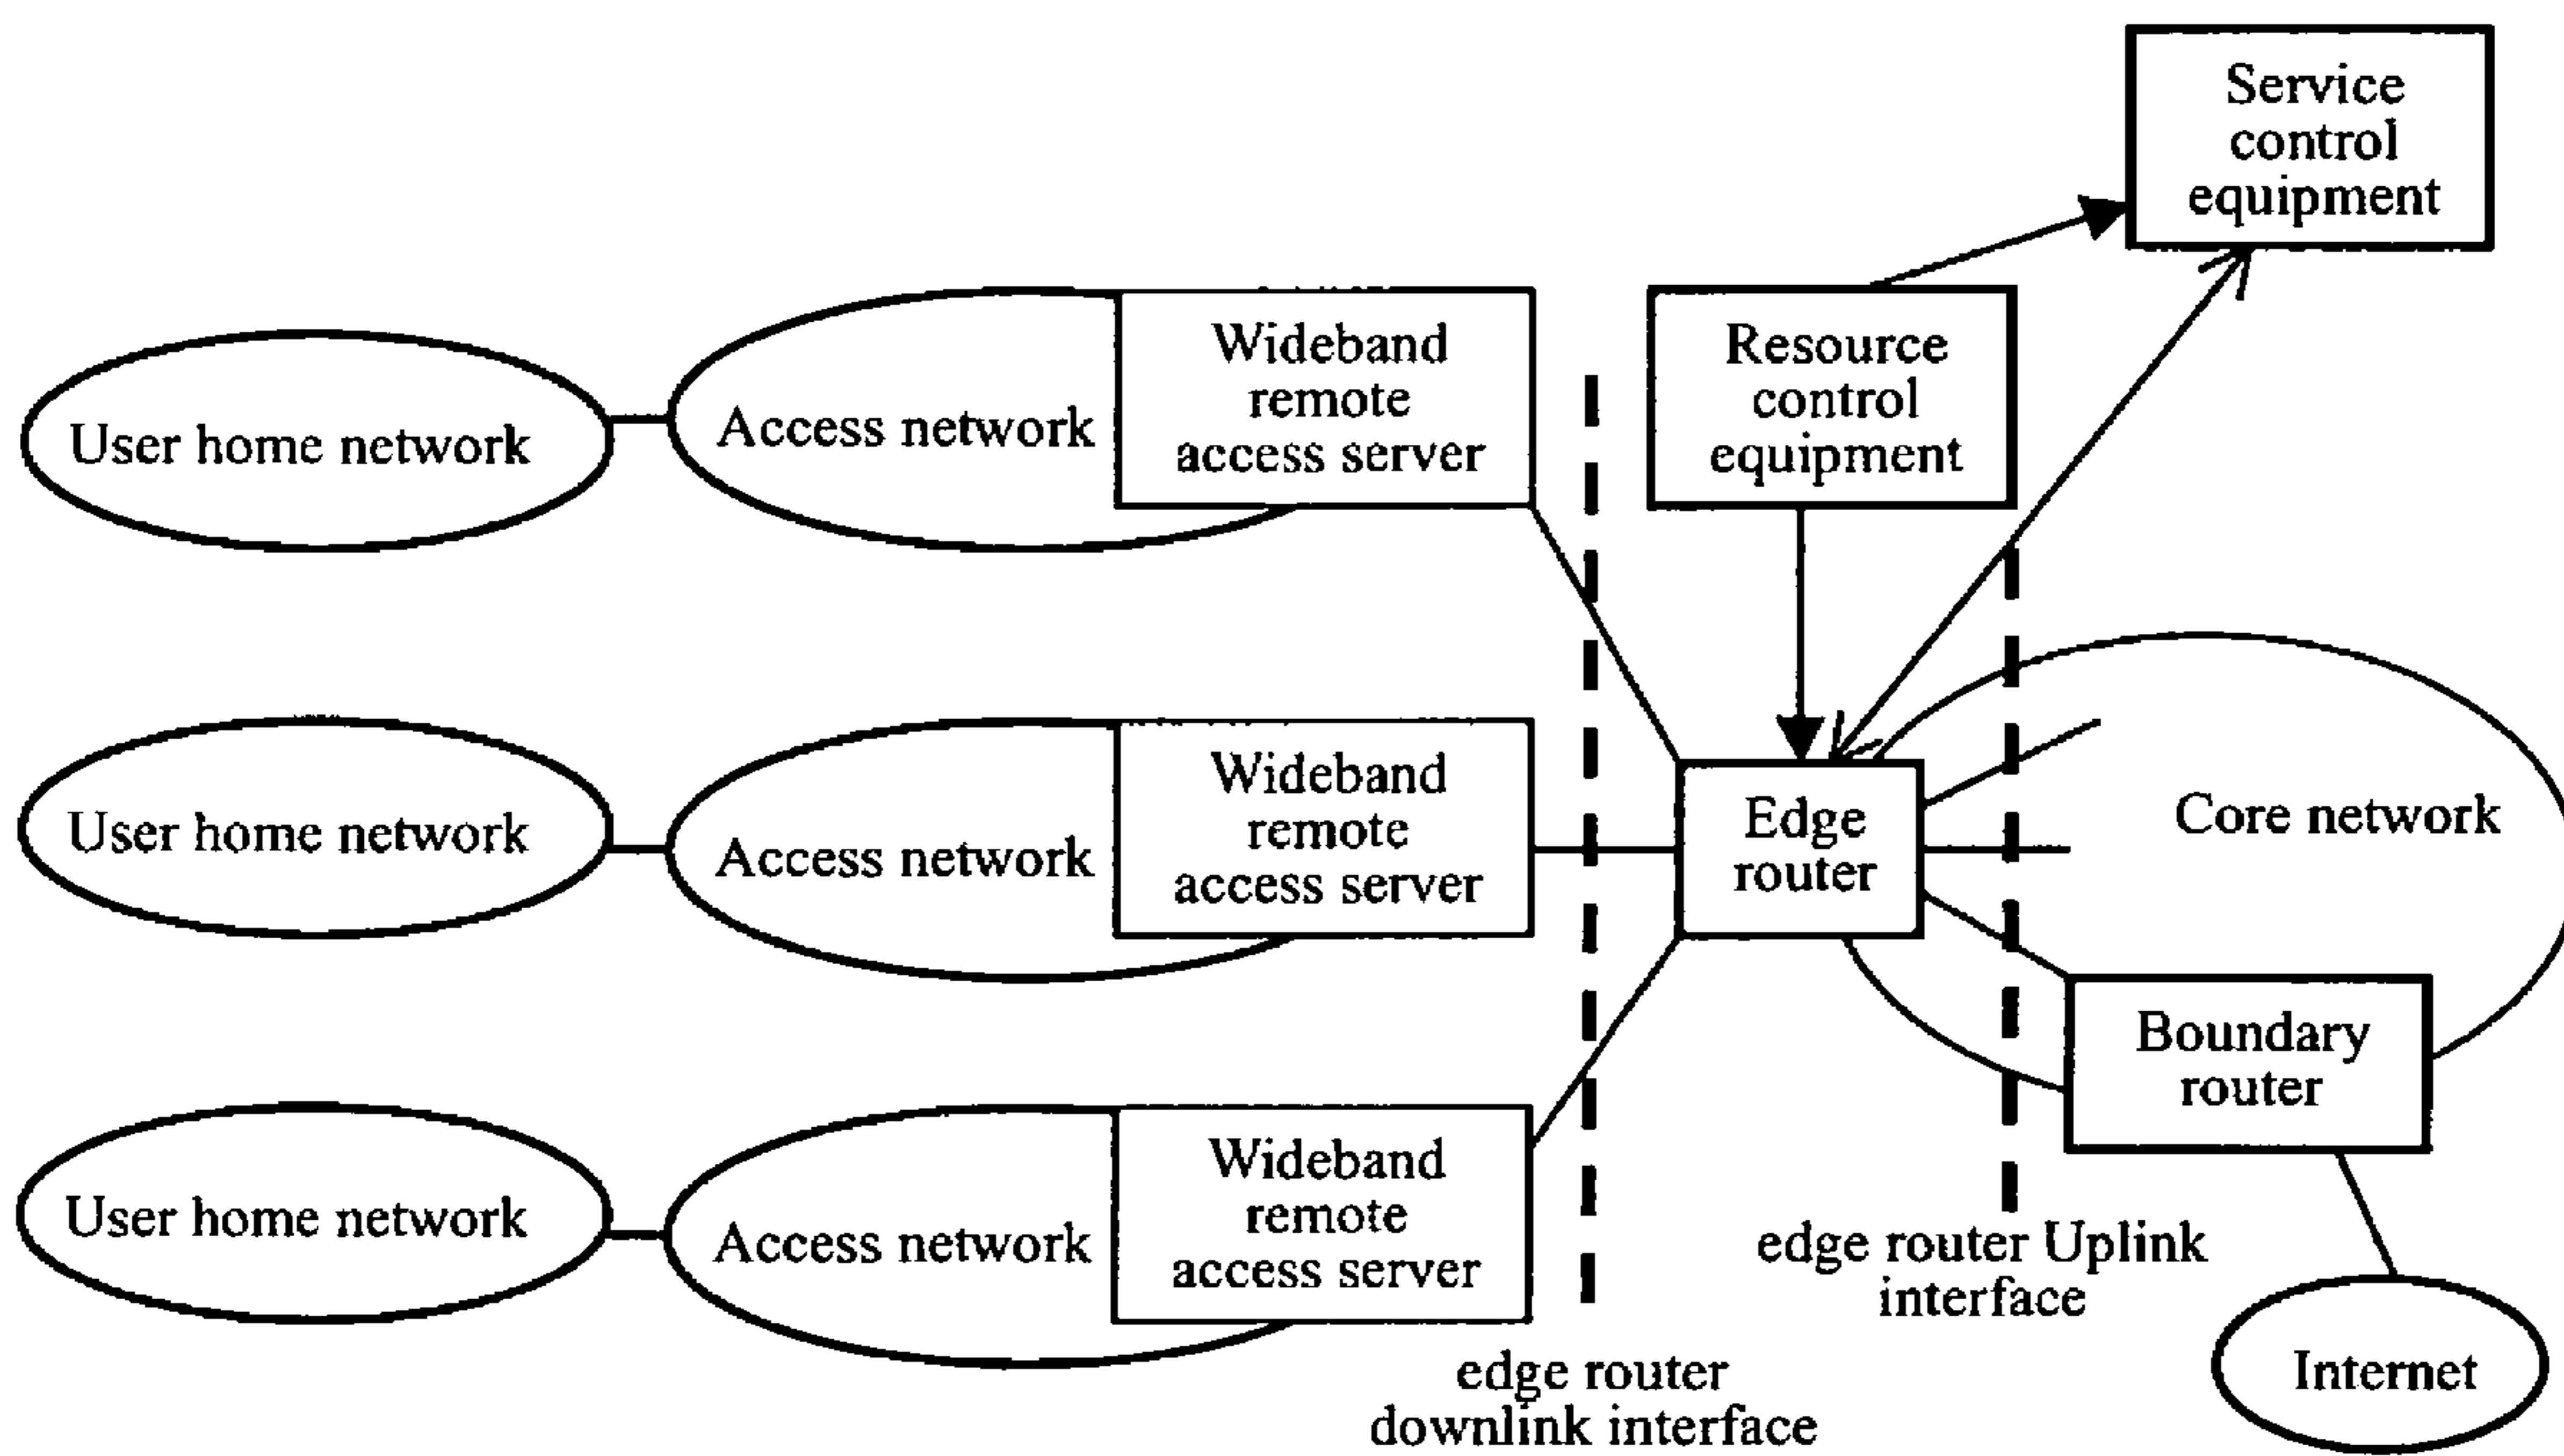 Service
control
equipment
User home network
Access network
Wideband
remote
access server
Resource
control
equipment
User home network
Access network
Wideband
remote
access server
Edge
router
Core network
Boundary
router
User home network
Access network
Wideband
remote
access server
edge router Uplink
interface
edge router
downlink interface
Internet